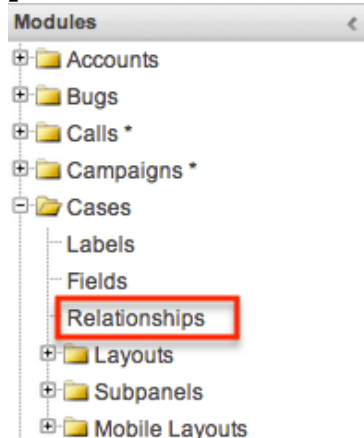 Modules
Accounts
Bugs
Calls *
Campaigns *
Cases
Labels
Fields
Relationships
Layouts
Subpanels
Mobile Layouts